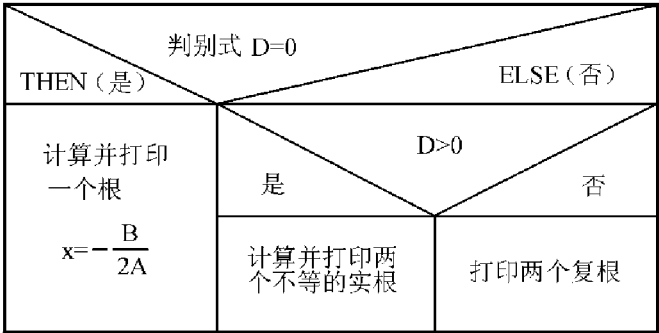 判别式 D=0
THEN（是）
ELSE（否）
计算并打印
一个根
x=-B/2A
D>0
是
否
计算并打印两
个不等的实根
打印两个复根